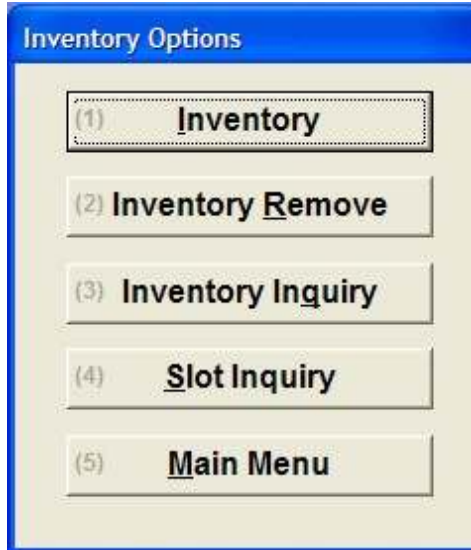 Inventory Options
(1) Inventory
(2) Inventory Remove
(3) Inventory Inquiry
(4) Slot Inquiry
(5) Main Menu